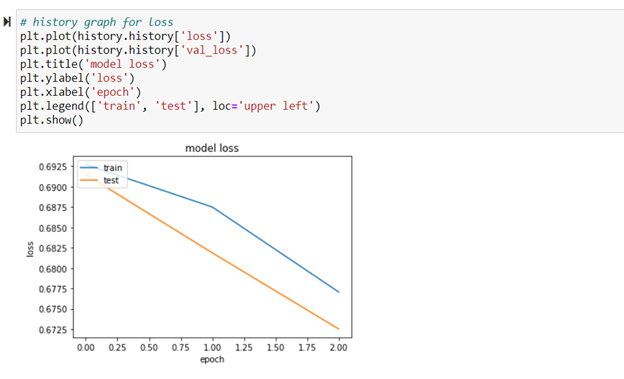 # history graph for loss
plt.plot(history.history['loss'])
plt.plot(history.history['val_loss'])
plt.title('model loss')
plt.ylabel('loss')
plt.xlabel('epoch')
plt.legend(['train', 'test'], loc='upper left')
plt.show()
model loss
train
test
0.6925
0.6900
0.6875
0.6850
0.6825
0.6800
0.6775
0.6750
0.6725
loss
0.00 0.25 0.50 0.75 1.00 1.25 1.50 1.75 2.00
epoch